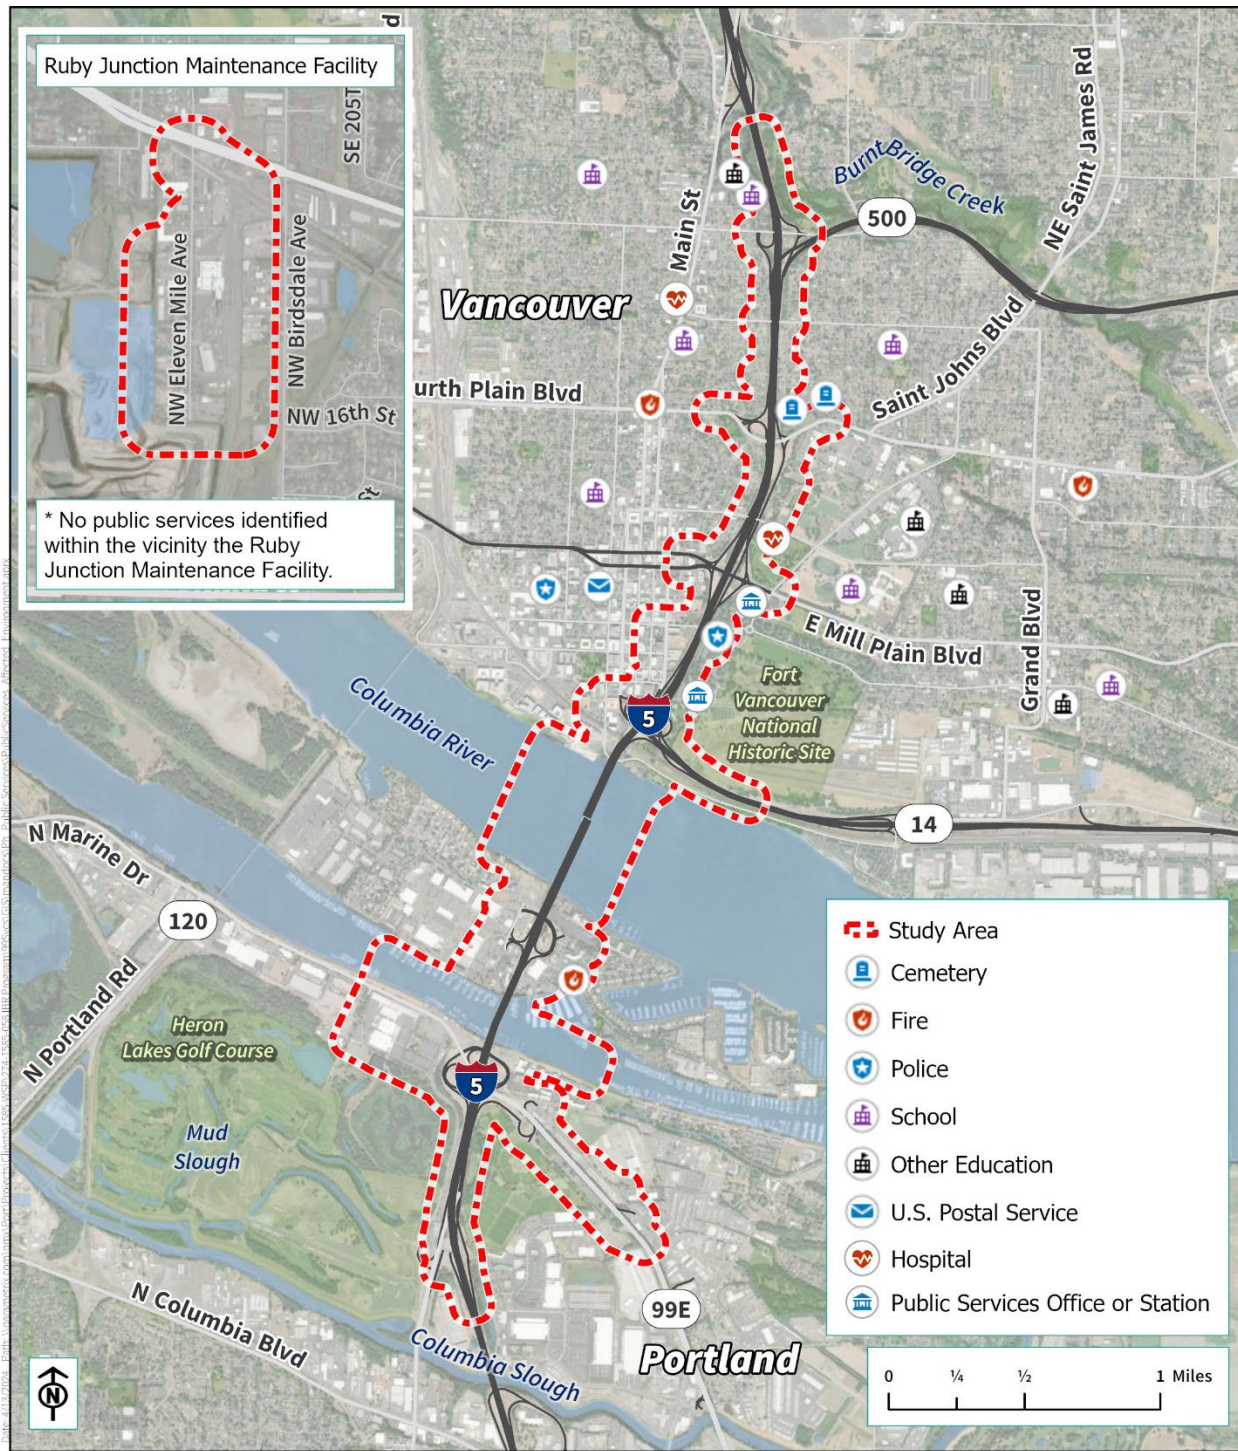 Ruby Junction Maintenance Facility
SE 205T
NW Eleven Mile Ave
NW Birdsdale Ave
NW 16th St
St
* No public services identified
within the vicinity the Ruby
Junction Maintenance Facility.
d
Main St
Burnt Bridge Creek
NE Saint James Rd
500
Vancouver
urth Plain Blvd
Saint Johns Blvd
E Mill Plain Blvd
Grand Blvd
Fort
Vancouver
National
Historic Site
5
Columbia River
14
N Marine Dr
120
N Portland Rd
Heron
Lakes Golf Course
5
Mud
Slough
N Columbia Blvd
Columbia Slough
99E
Portland
Study Area
Cemetery
Fire
Police
School
Other Education
U.S. Postal Service
Hospital
Public Services Office or Station
N
0 ¼ ½ 1 Miles